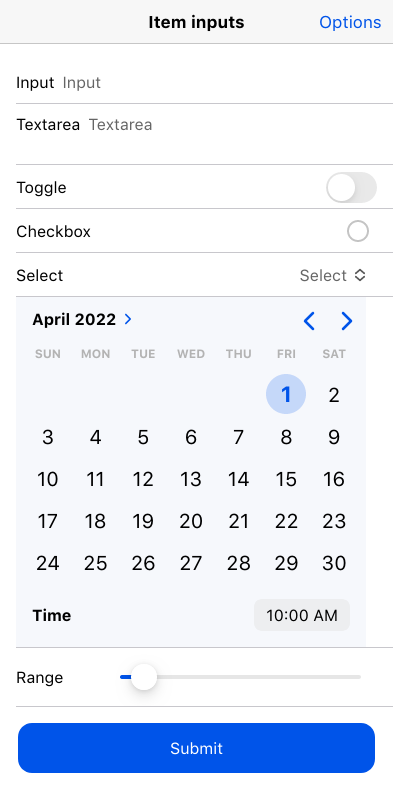 Item inputs Options
Input Input
Textarea Textarea
Toggle
Checkbox
Select Select
April 2022
SUN MON TUE WED THU FRI SAT
1 2
3 4 5 6 7 8 9
10 11 12 13 14 15 16
17 18 19 20 21 22 23
24 25 26 27 28 29 30
Time 10:00 AM
Range
Submit